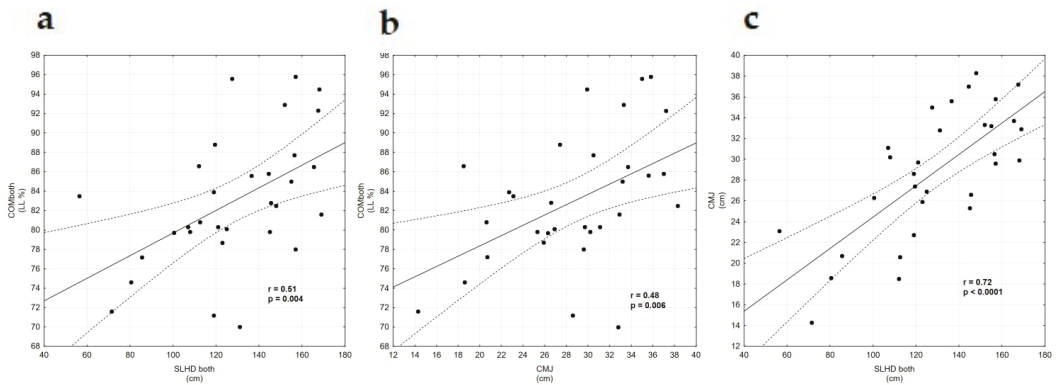 a
b
c
COMboth
(LL %)
98
96
94
92
90
88
86
84
82
80
78
76
74
72
70
68
40 60 80 100 120 140 160 180
SLHD both
(cm)
r = 0.51
p = 0.004
COMboth
(LL %)
98
96
94
92
90
88
86
84
82
80
78
76
74
72
70
68
12 14 16 18 20 22 24 26 28 30 32 34 36 38 40
CMJ
(cm)
r = 0.48
p = 0.006
CMJ
(cm)
40
38
36
34
32
30
28
26
24
22
20
18
16
14
12
40 60 80 100 120 140 160 180
SLHD both
(cm)
r = 0.72
p < 0.0001